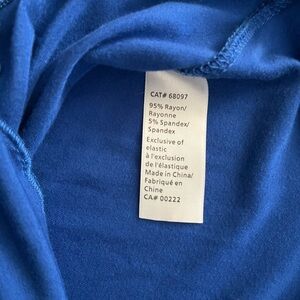 CAT# 68097
95% Rayon/
Rayonne
5% Spandex/
Spandex
Exclusive of
elastic
à l'exclusion
de l'élastique
Made in China/
Fabriqué en
Chine
CA# 00222